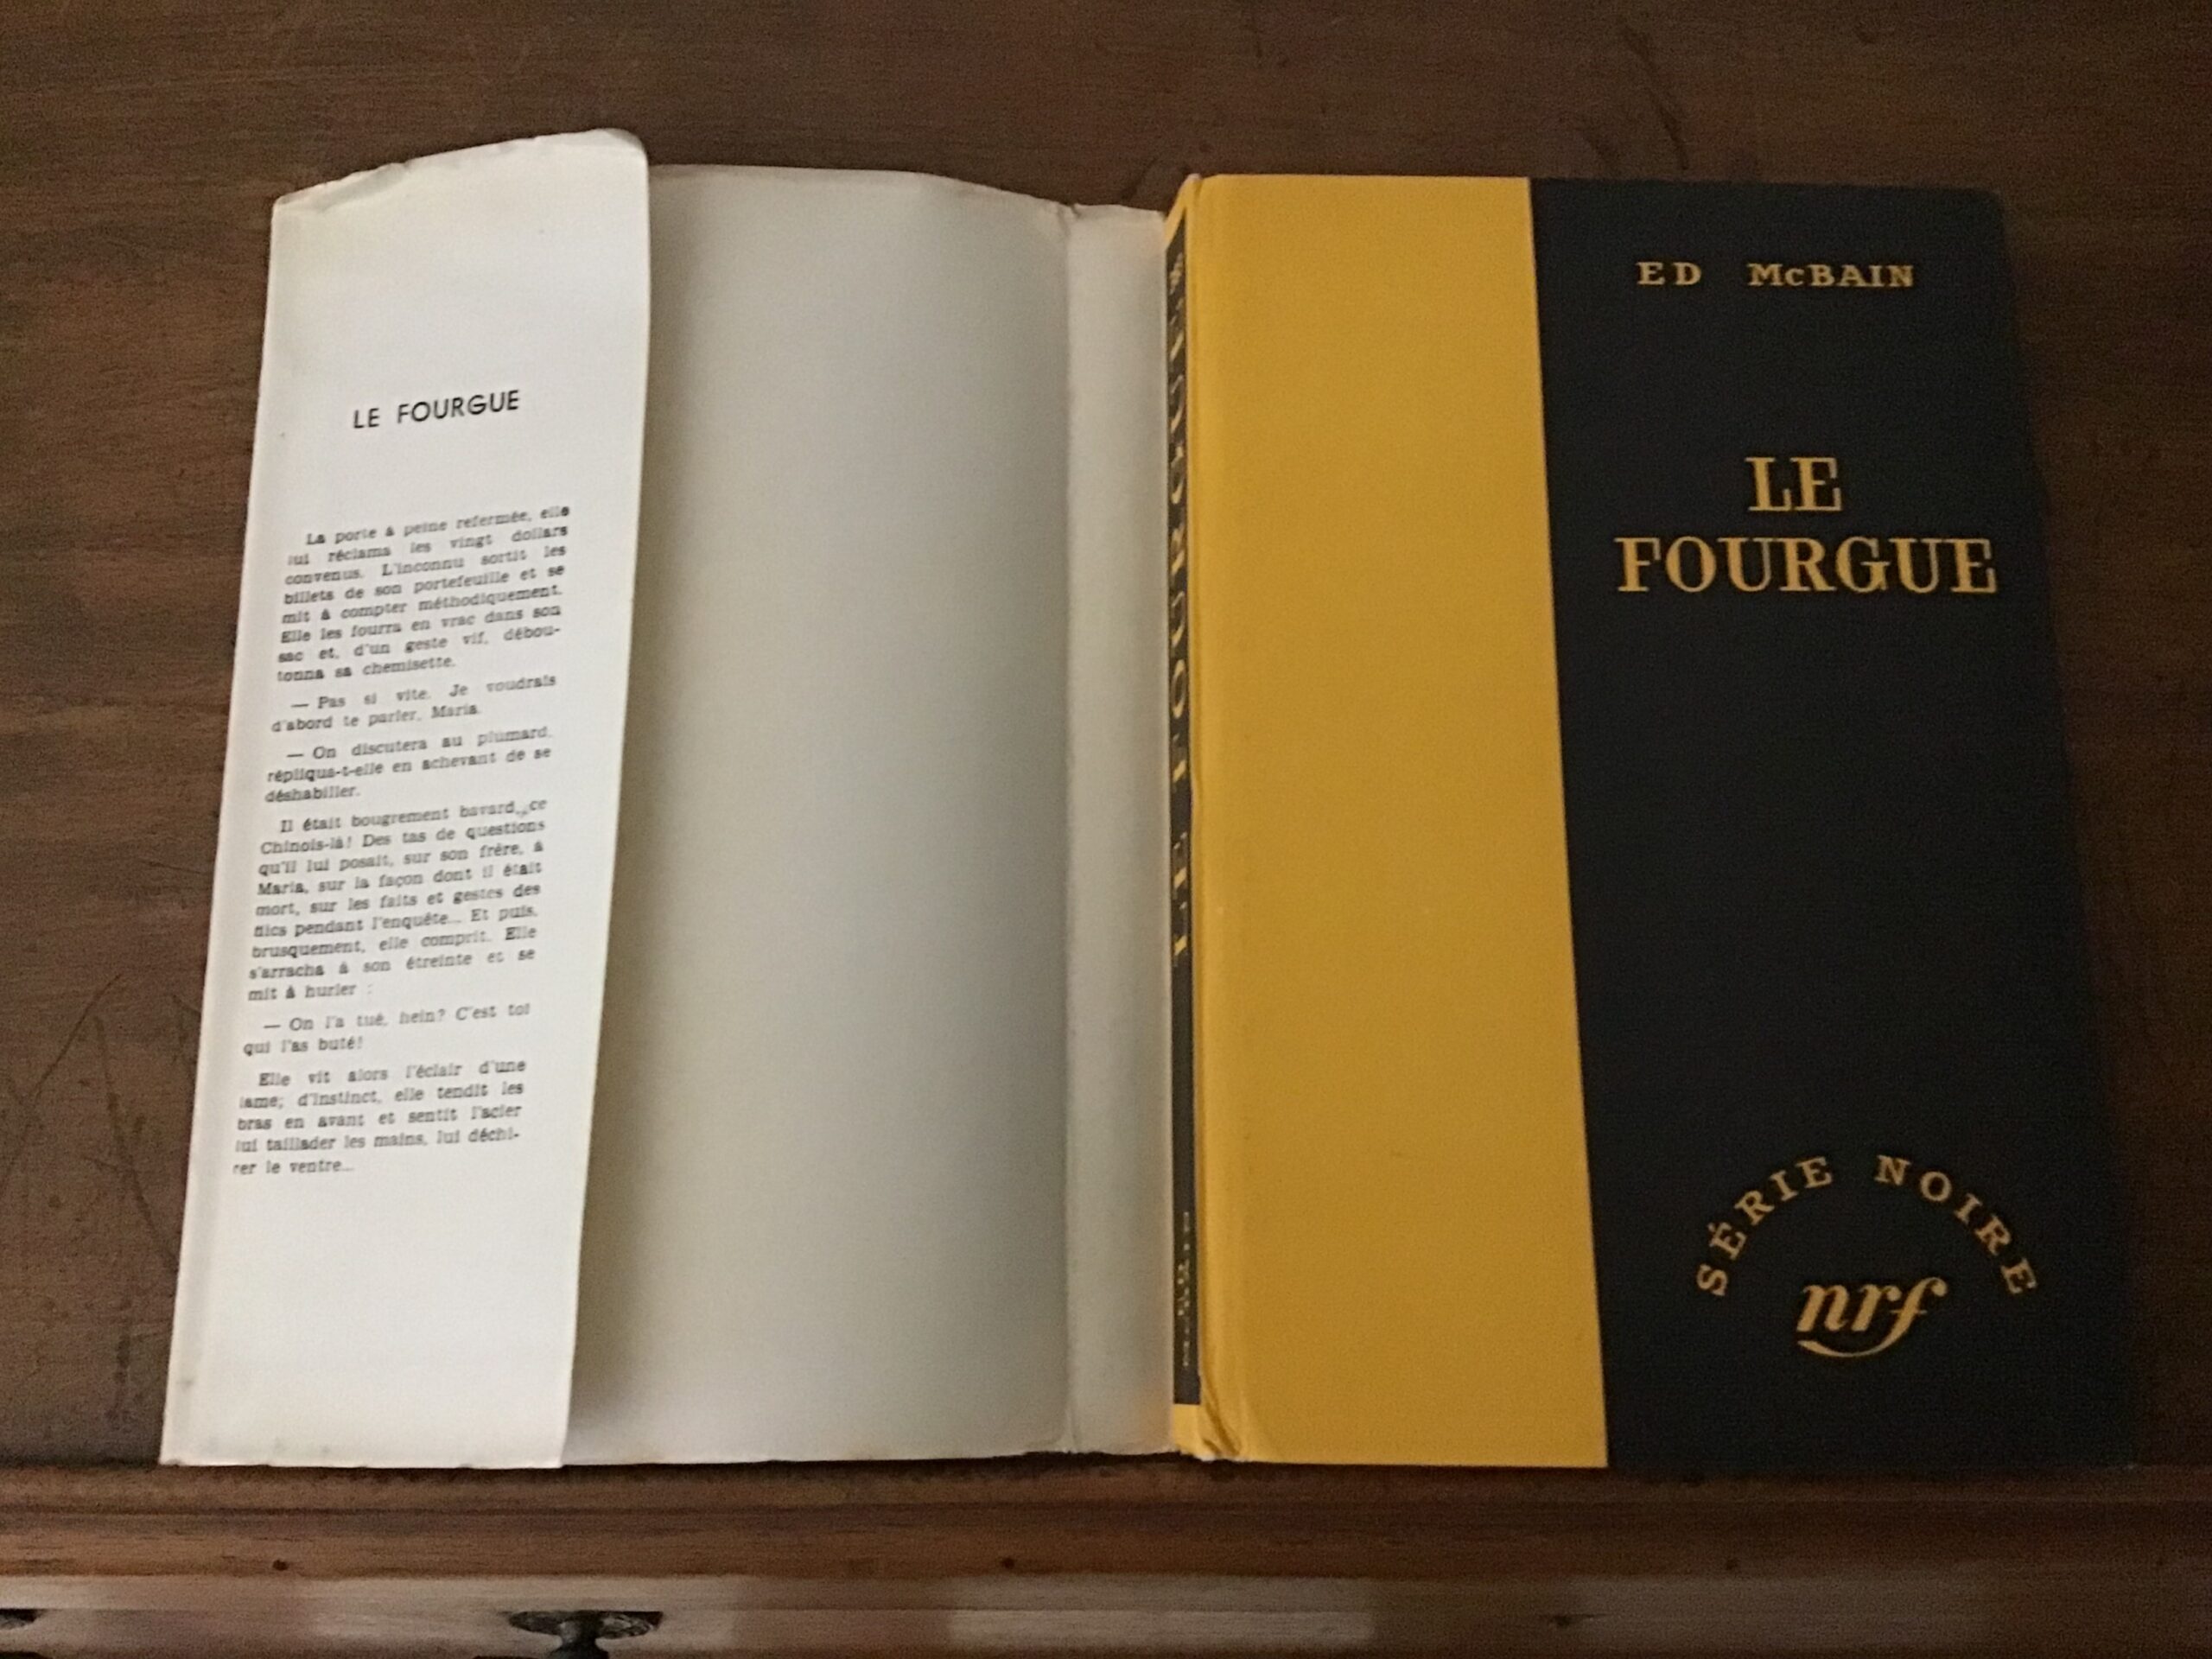 LE FOURGUE
La porte à peine refermée, elle
lui réclama les vingt dollars
convenus. L'inconnu sortit les
billets de son portefeuille et se
mit à compter méthodiquement.
Elle les fourra en vrac dans son
sac et, d'un geste vif, débou-
tonna sa chemisette.
— Pas si vite. Je voudrais
d'abord te parler, Maria.
— On discutera au plumard,
répliqua-t-elle en achevant de se
déshabiller.
Il était bougrement bavard, ce
Chinois-là! Des tas de questions
qu'il lui posait, sur son frère, à
Maria, sur la façon dont il était
mort, sur les faits et gestes des
flics pendant l'enquête... Et puis,
brusquement, elle comprit. Elle
s'arracha à son étreinte et se
mit à hurler :
— On l'a tué, hein? C'est toi
qui l'as buté!
Elle vit alors l'éclair d'une
lame; d'instinct, elle tendit les
bras en avant et sentit l'acier
lui taillader les mains, lui déchi-
rer le ventre...
LE FOURGUE
ED McBAIN
ED McBAIN
LE
FOURGUE
SÉRIE NOIRE
nrf